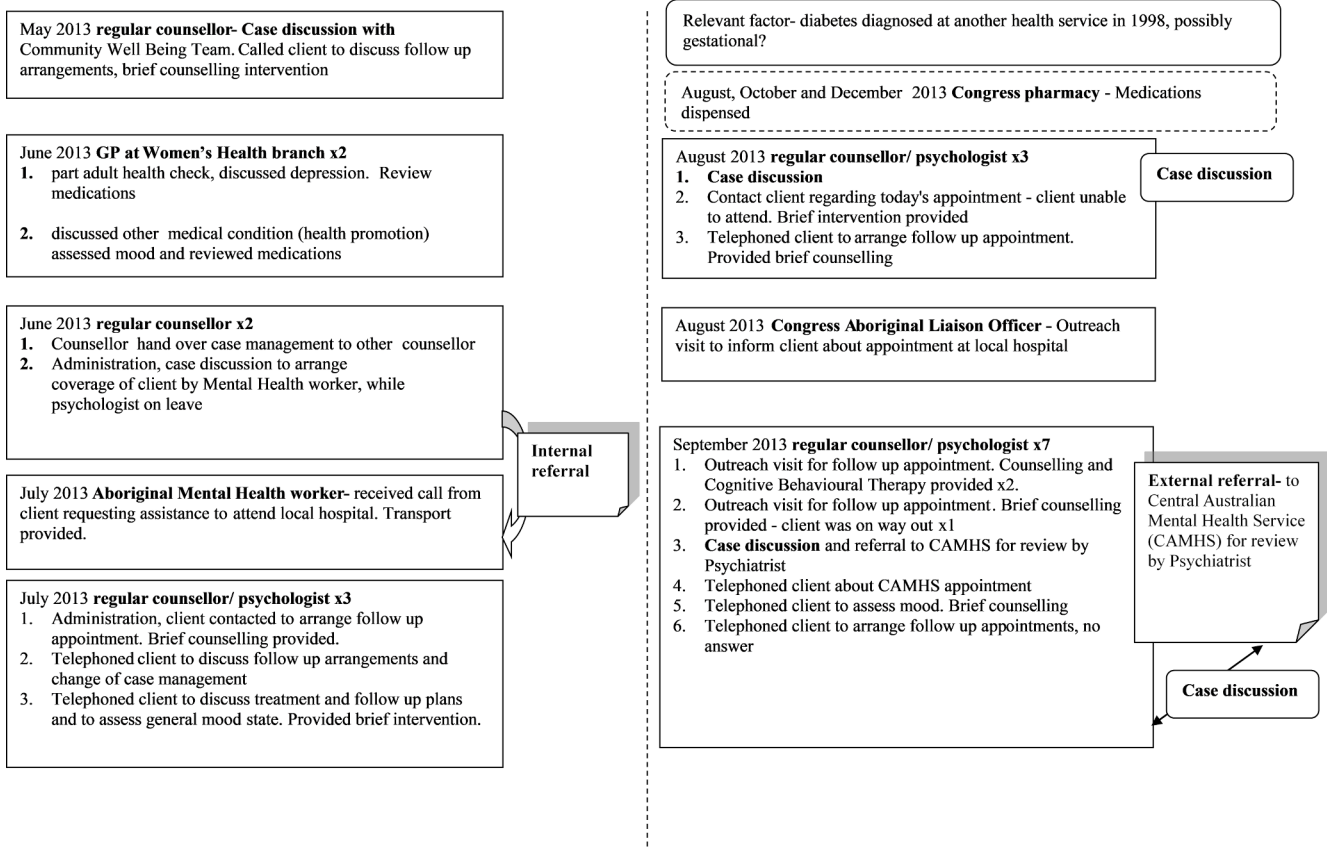 May 2013 regular counsellor- Case discussion with
Community Well Being Team. Called client to discuss follow up
arrangements, brief counselling intervention
June 2013 GP at Women’s Health branch x2
1. part adult health check, discussed depression. Review
medications
2. discussed other medical condition (health promotion)
assessed mood and reviewed medications
June 2013 regular counsellor x2
1. Counsellor hand over case management to other counsellor
2. Administration, case discussion to arrange
coverage of client by Mental Health worker, while
psychologist on leave
Internal
referral
July 2013 Aboriginal Mental Health worker- received call from
client requesting assistance to attend local hospital. Transport
provided.
July 2013 regular counsellor/ psychologist x3
1. Administration, client contacted to arrange follow up
appointment. Brief counselling provided.
2. Telephoned client to discuss follow up arrangements and
change of case management
3. Telephoned client to discuss treatment and follow up plans
and to assess general mood state. Provided brief intervention.
Relevant factor- diabetes diagnosed at another health service in 1998, possibly
gestational?
August, October and December 2013 Congress pharmacy - Medications
dispensed
August 2013 regular counsellor/ psychologist x3
1. Case discussion
2. Contact client regarding today's appointment - client unable
to attend. Brief intervention provided
3. Telephoned client to arrange follow up appointment.
Provided brief counselling
Case discussion
August 2013 Congress Aboriginal Liaison Officer - Outreach
visit to inform client about appointment at local hospital
September 2013 regular counsellor/ psychologist x7
1. Outreach visit for follow up appointment. Counselling and
Cognitive Behavioural Therapy provided x2.
2. Outreach visit for follow up appointment. Brief counselling
provided - client was on way out x1
3. Case discussion and referral to CAMHS for review by
Psychiatrist
4. Telephoned client about CAMHS appointment
5. Telephoned client to assess mood. Brief counselling
6. Telephoned client to arrange follow up appointments, no
answer
External referral- to
Central Australian
Mental Health Service
(CAMHS) for review
by Psychiatrist
Case discussion